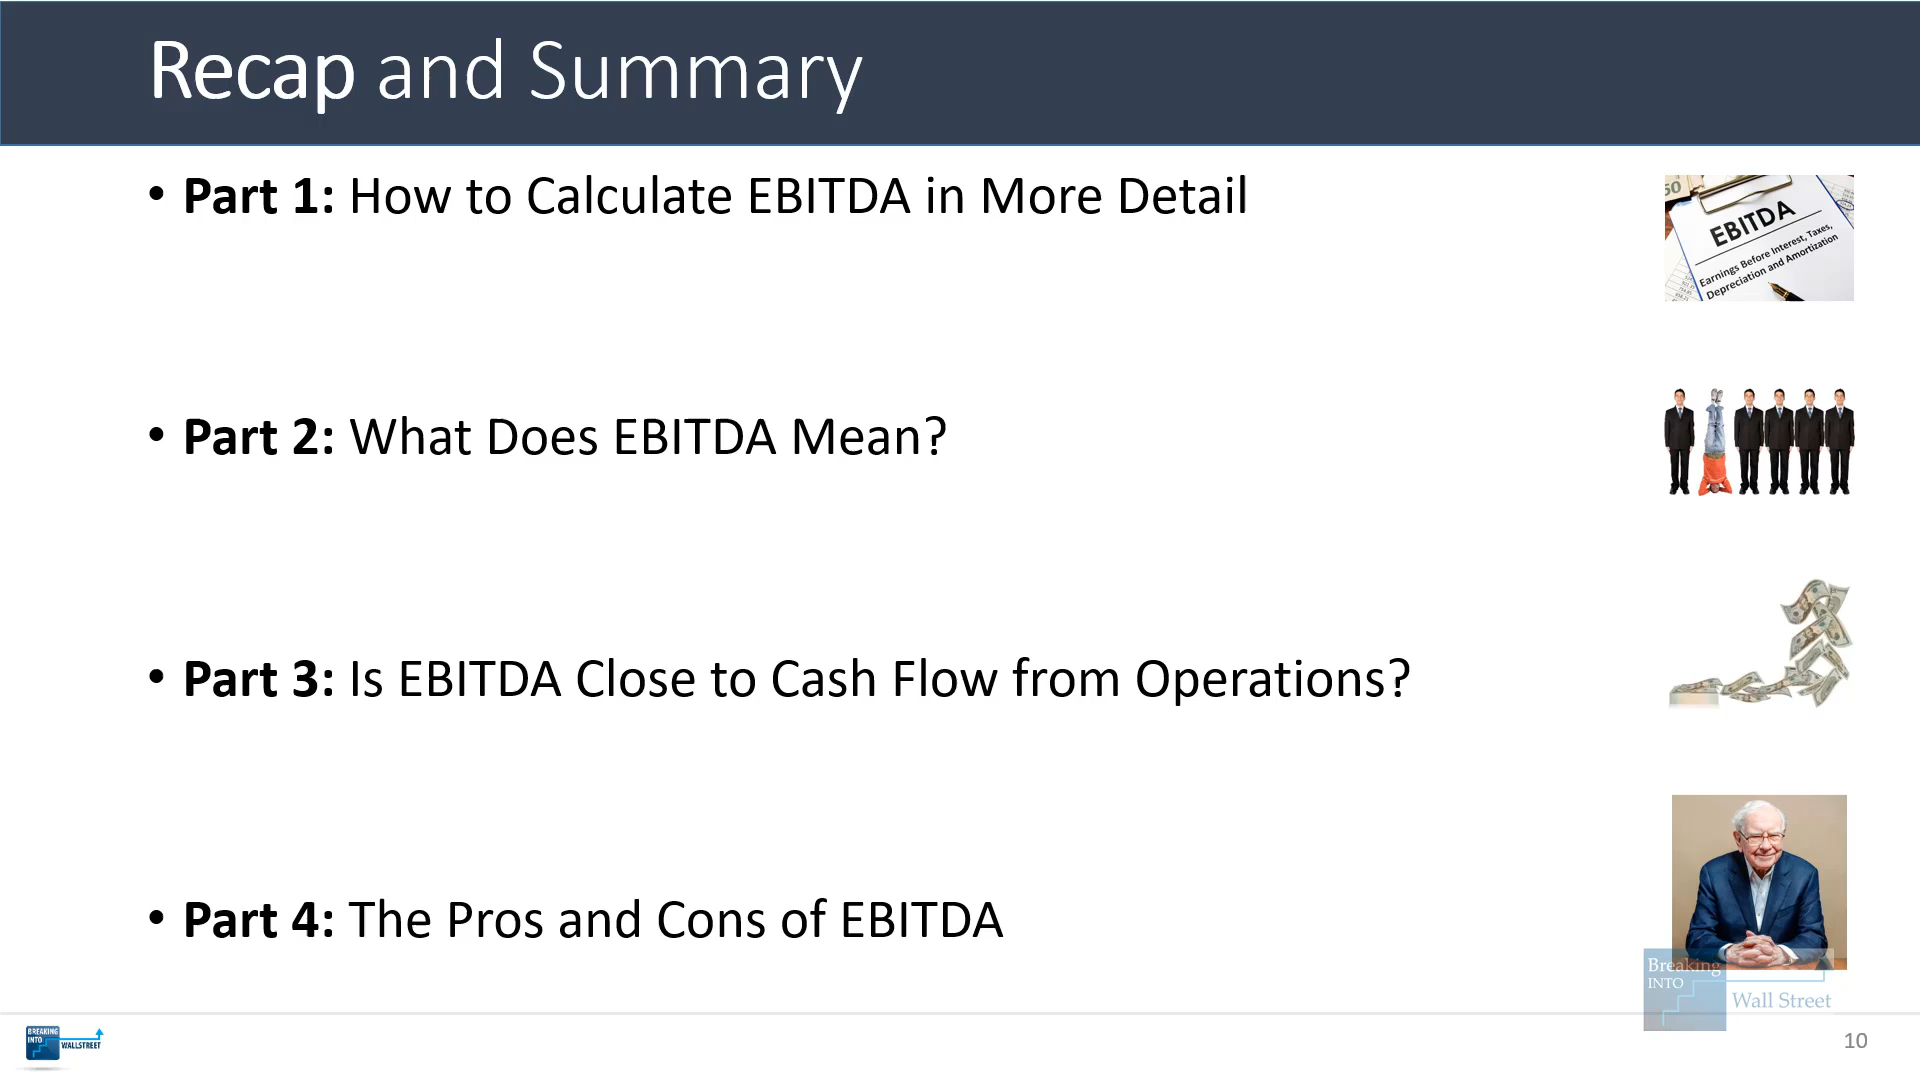 Recap and Summary
• Part 1: How to Calculate EBITDA in More Detail
50
EBITDA
Earnings Before Interest, Taxes,
Depreciation and Amortization
• Part 2: What Does EBITDA Mean?
• Part 3: Is EBITDA Close to Cash Flow from Operations?
• Part 4: The Pros and Cons of EBITDA
Breaking
INTO
Wall Street
BREAKING
INTO
WALLSTREET
10